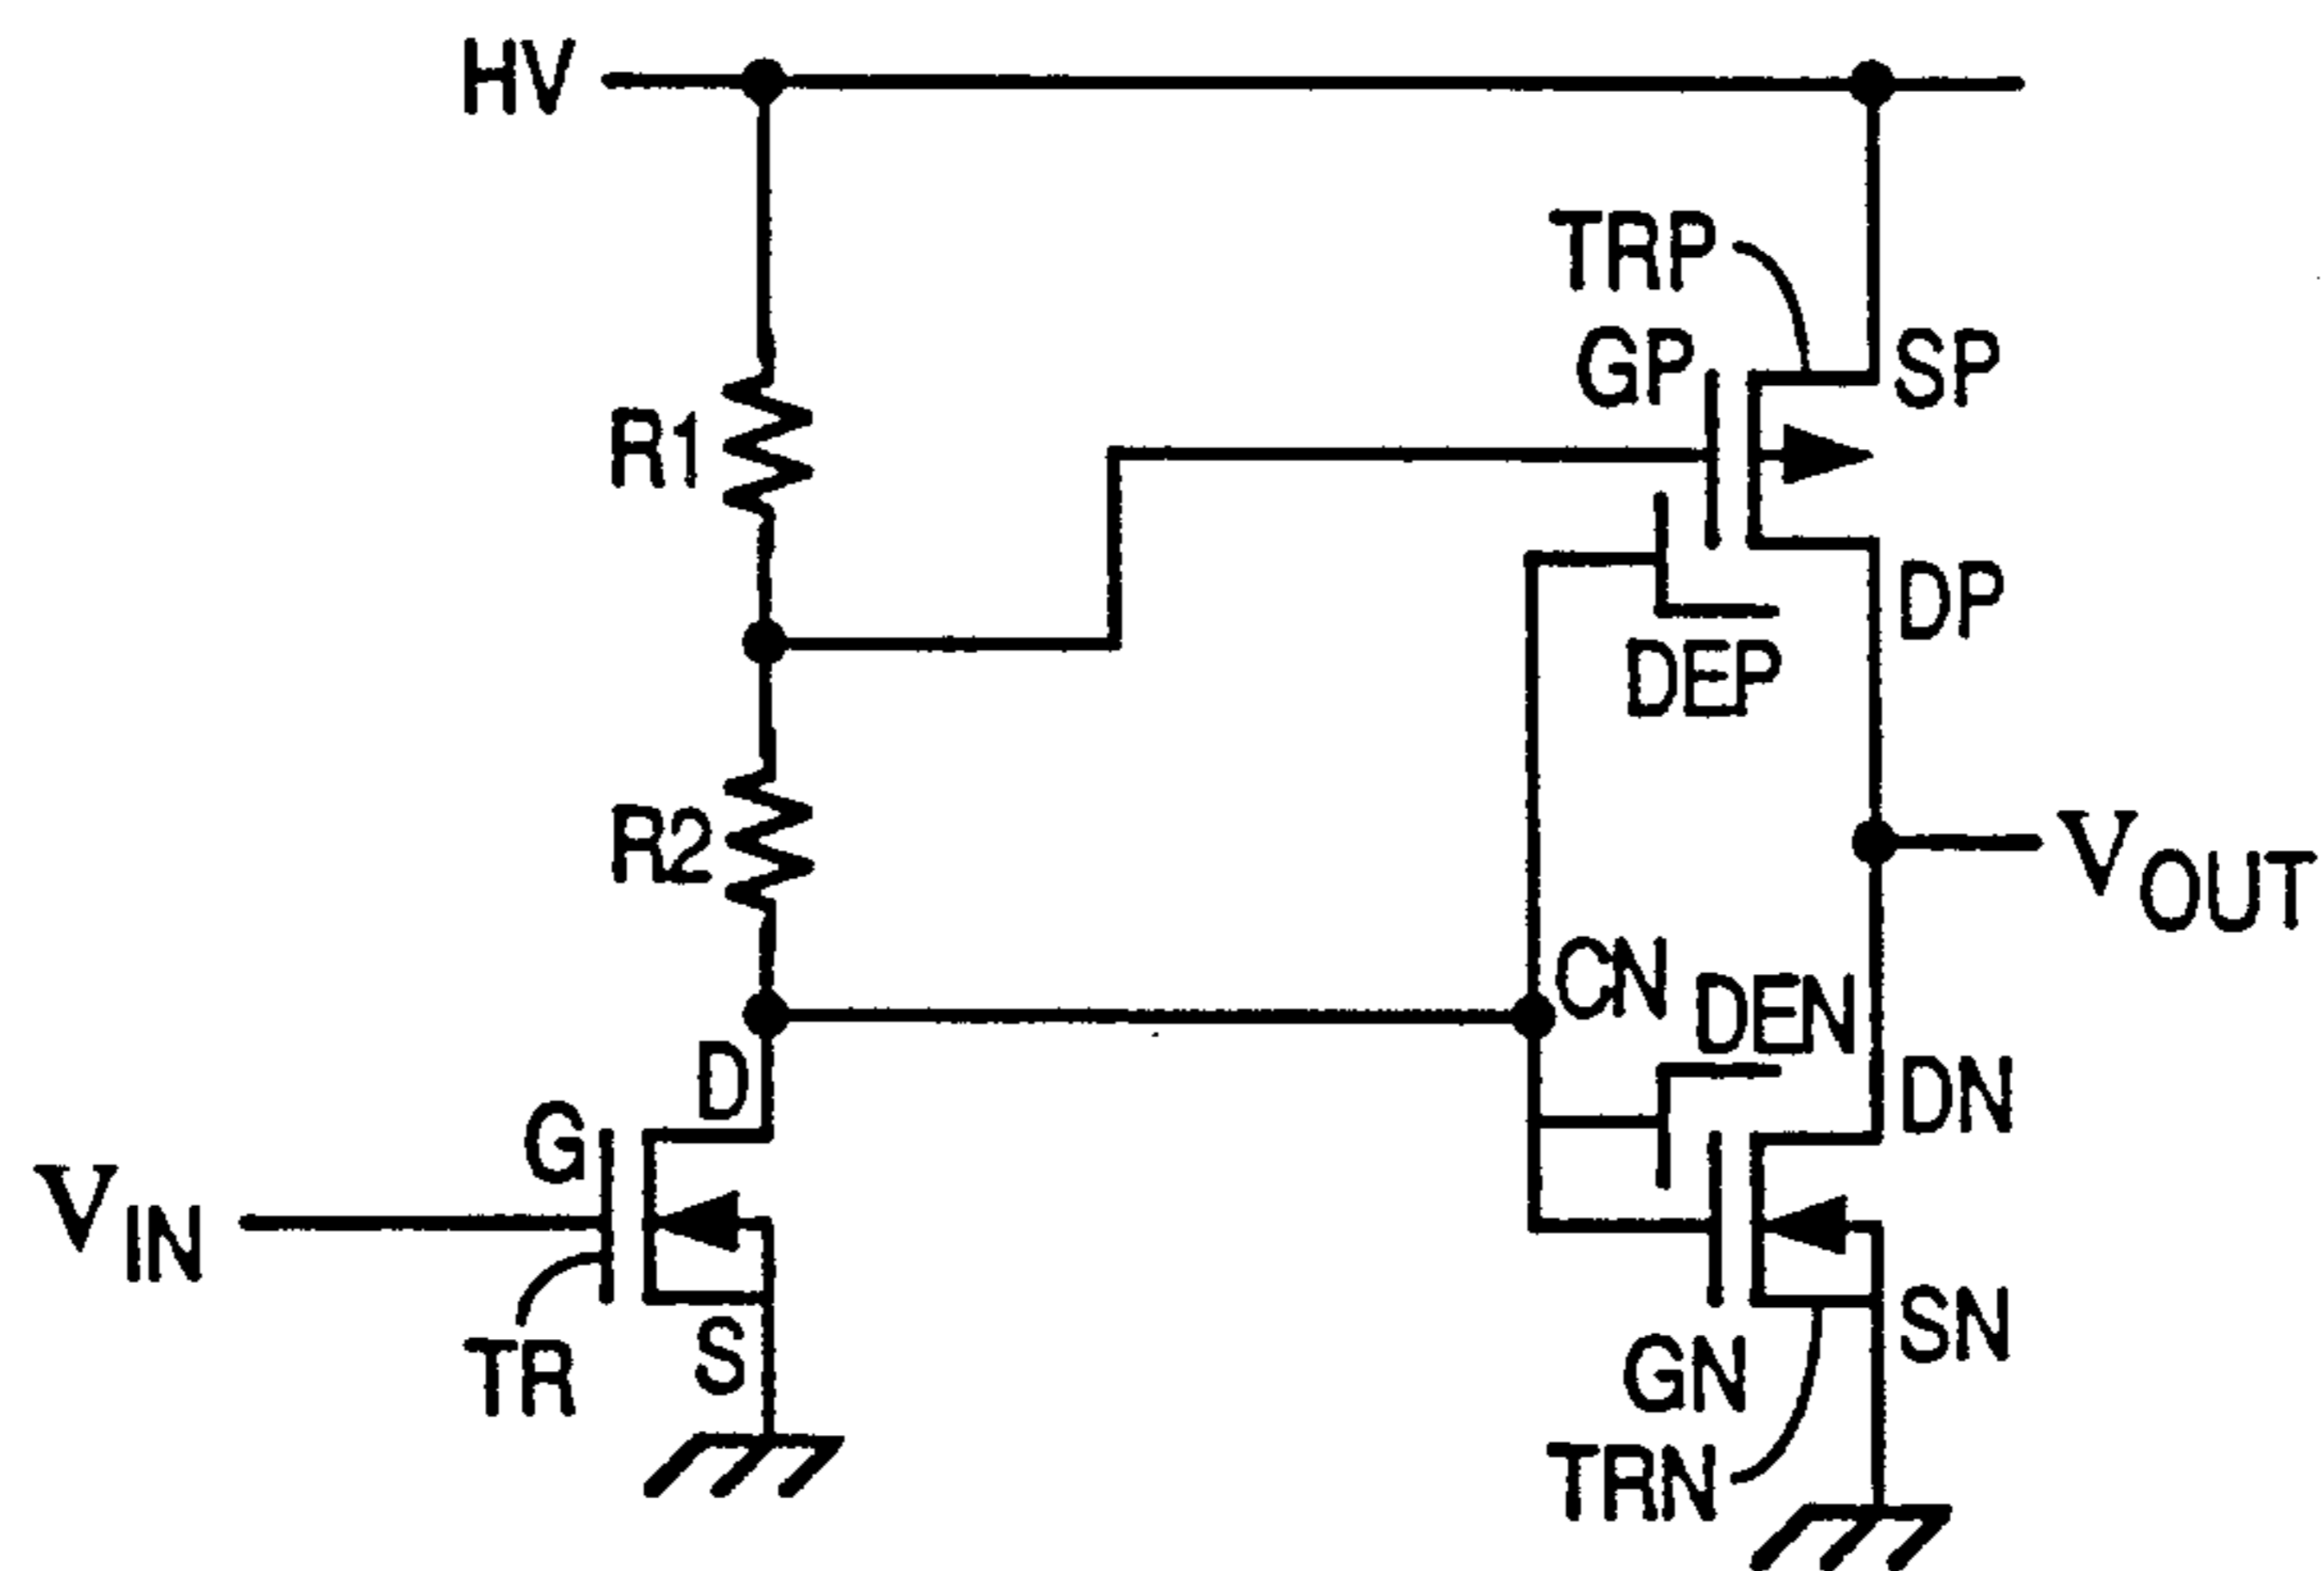 HV
TRP
GP
SP
R1
DP
DEP
R2
VOUT
CN
DEN
D
DN
G
VIN
S
SN
TR
GN
TRN